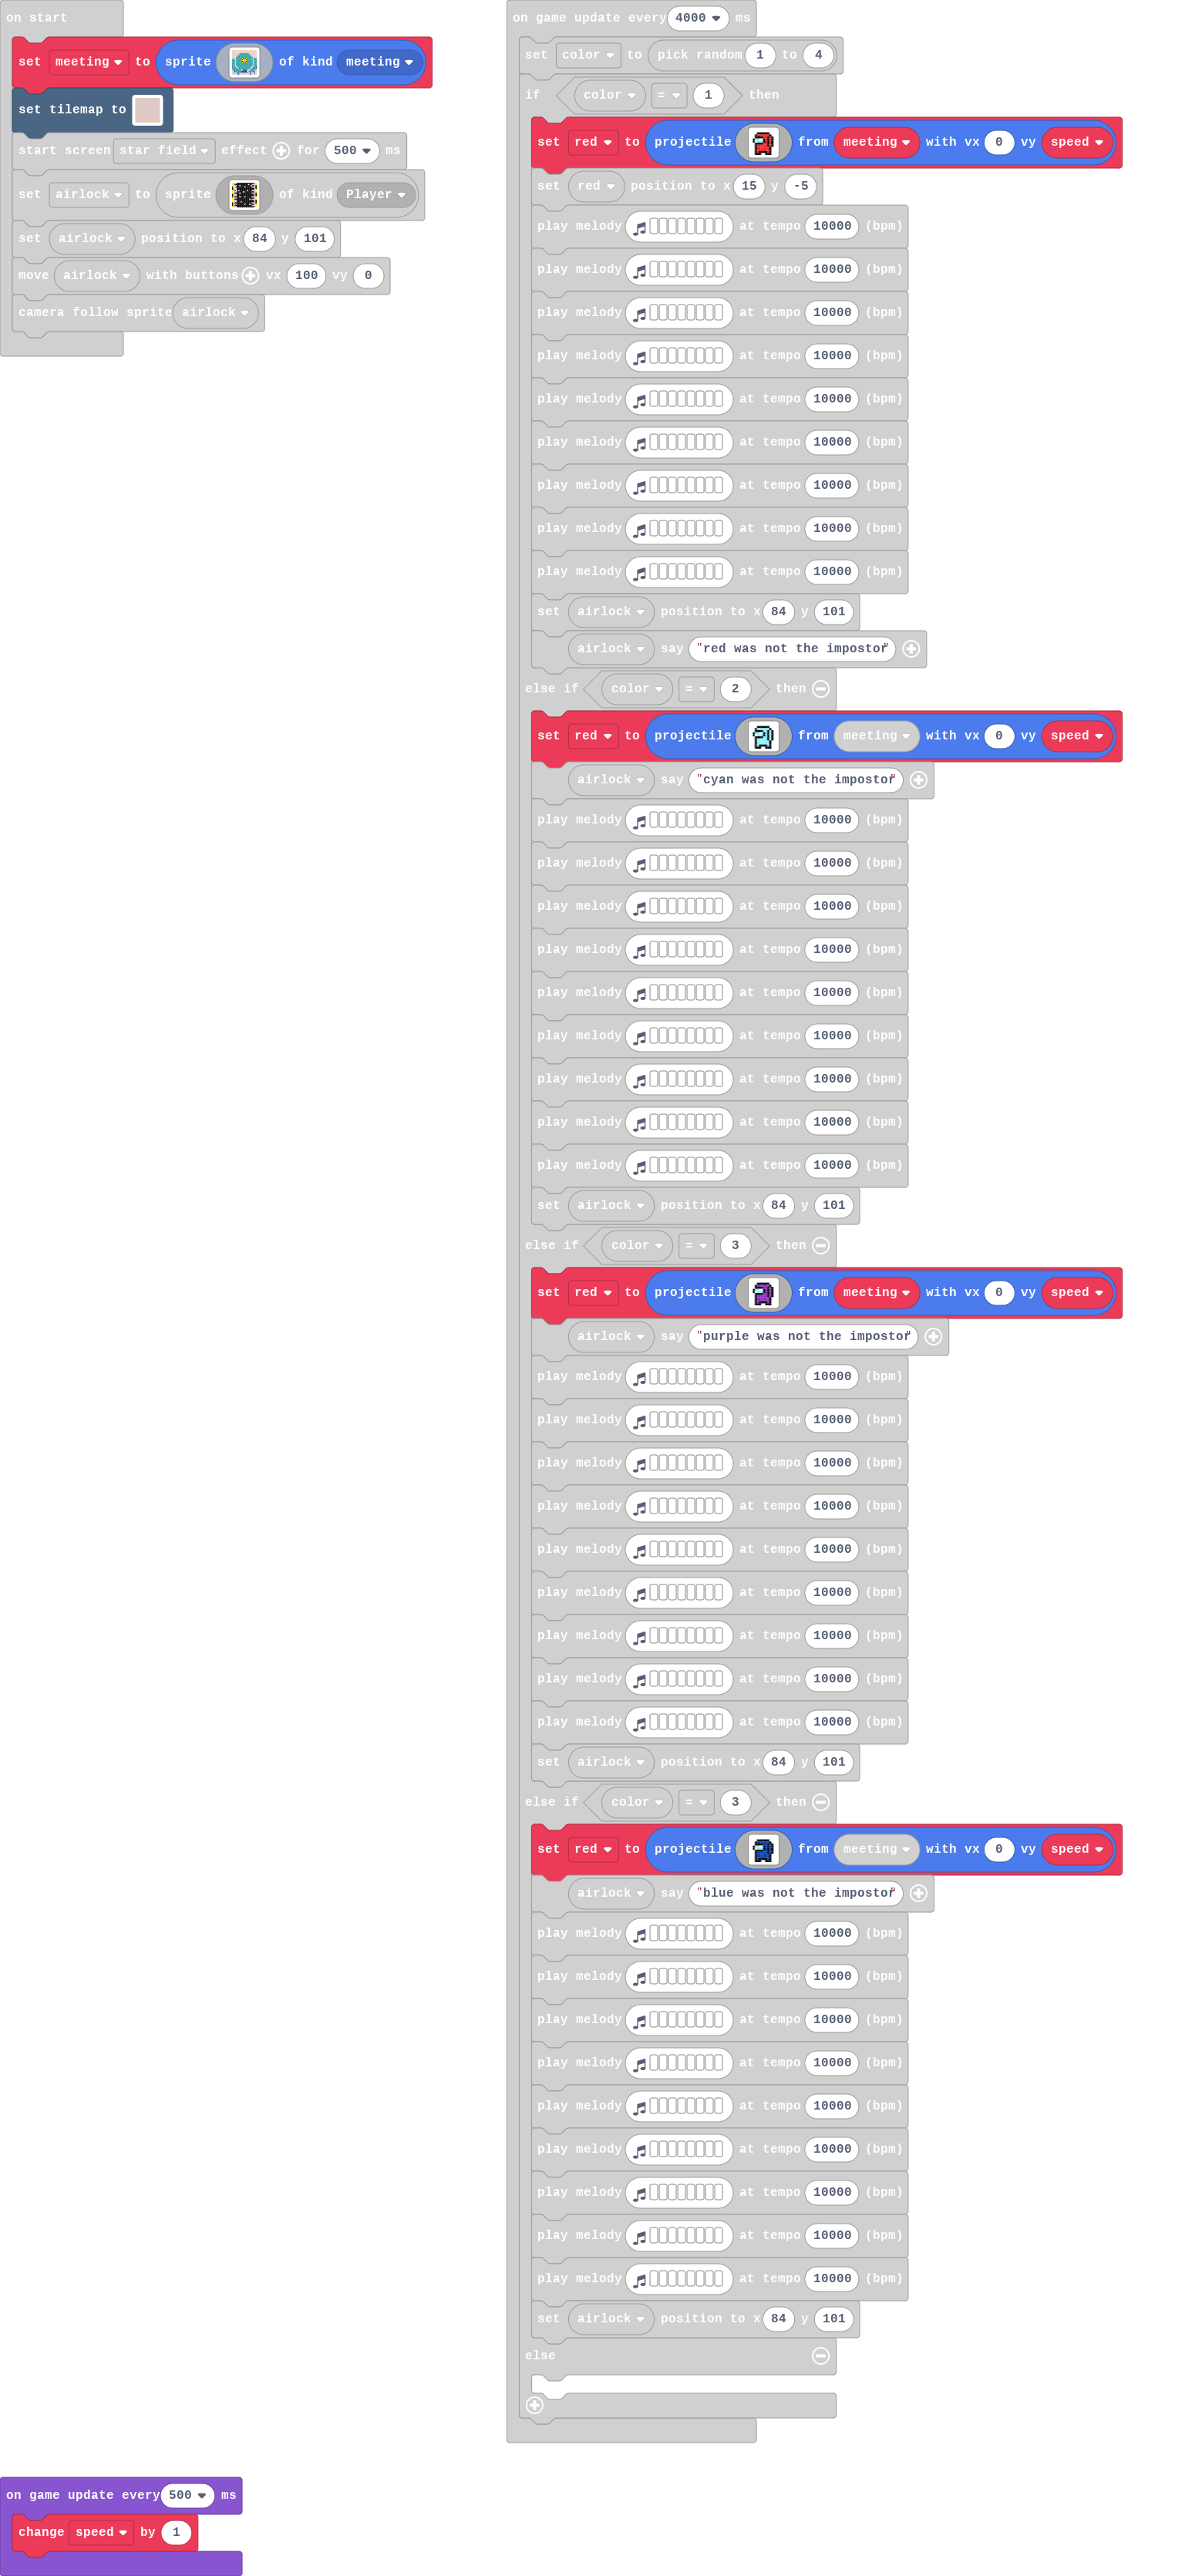 on start
set meeting to sprite of kind meeting
set tilemap to
start screen star field effect for 500 ms
set airlock to sprite of kind Player
set airlock position to x 84 y 101
move airlock with buttons vx 100 vy 0
camera follow sprite airlock
on game update every 4000 ms
set color to pick random 1 to 4
if color = 1 then
set red to projectile from meeting with vx 0 vy speed
set red position to x 15 y -5
play melody at tempo 10000 (bpm)
play melody at tempo 10000 (bpm)
play melody at tempo 10000 (bpm)
play melody at tempo 10000 (bpm)
play melody at tempo 10000 (bpm)
play melody at tempo 10000 (bpm)
play melody at tempo 10000 (bpm)
play melody at tempo 10000 (bpm)
play melody at tempo 10000 (bpm)
set airlock position to x 84 y 101
airlock say "red was not the impostor"
else if color = 2 then
set red to projectile from meeting with vx 0 vy speed
airlock say "cyan was not the impostor"
play melody at tempo 10000 (bpm)
play melody at tempo 10000 (bpm)
play melody at tempo 10000 (bpm)
play melody at tempo 10000 (bpm)
play melody at tempo 10000 (bpm)
play melody at tempo 10000 (bpm)
play melody at tempo 10000 (bpm)
play melody at tempo 10000 (bpm)
play melody at tempo 10000 (bpm)
set airlock position to x 84 y 101
else if color = 3 then
set red to projectile from meeting with vx 0 vy speed
airlock say "purple was not the impostor"
play melody at tempo 10000 (bpm)
play melody at tempo 10000 (bpm)
play melody at tempo 10000 (bpm)
play melody at tempo 10000 (bpm)
play melody at tempo 10000 (bpm)
play melody at tempo 10000 (bpm)
play melody at tempo 10000 (bpm)
play melody at tempo 10000 (bpm)
play melody at tempo 10000 (bpm)
set airlock position to x 84 y 101
else if color = 3 then
set red to projectile from meeting with vx 0 vy speed
airlock say "blue was not the impostor"
play melody at tempo 10000 (bpm)
play melody at tempo 10000 (bpm)
play melody at tempo 10000 (bpm)
play melody at tempo 10000 (bpm)
play melody at tempo 10000 (bpm)
play melody at tempo 10000 (bpm)
play melody at tempo 10000 (bpm)
play melody at tempo 10000 (bpm)
play melody at tempo 10000 (bpm)
set airlock position to x 84 y 101
else
on game update every 500 ms
change speed by 1